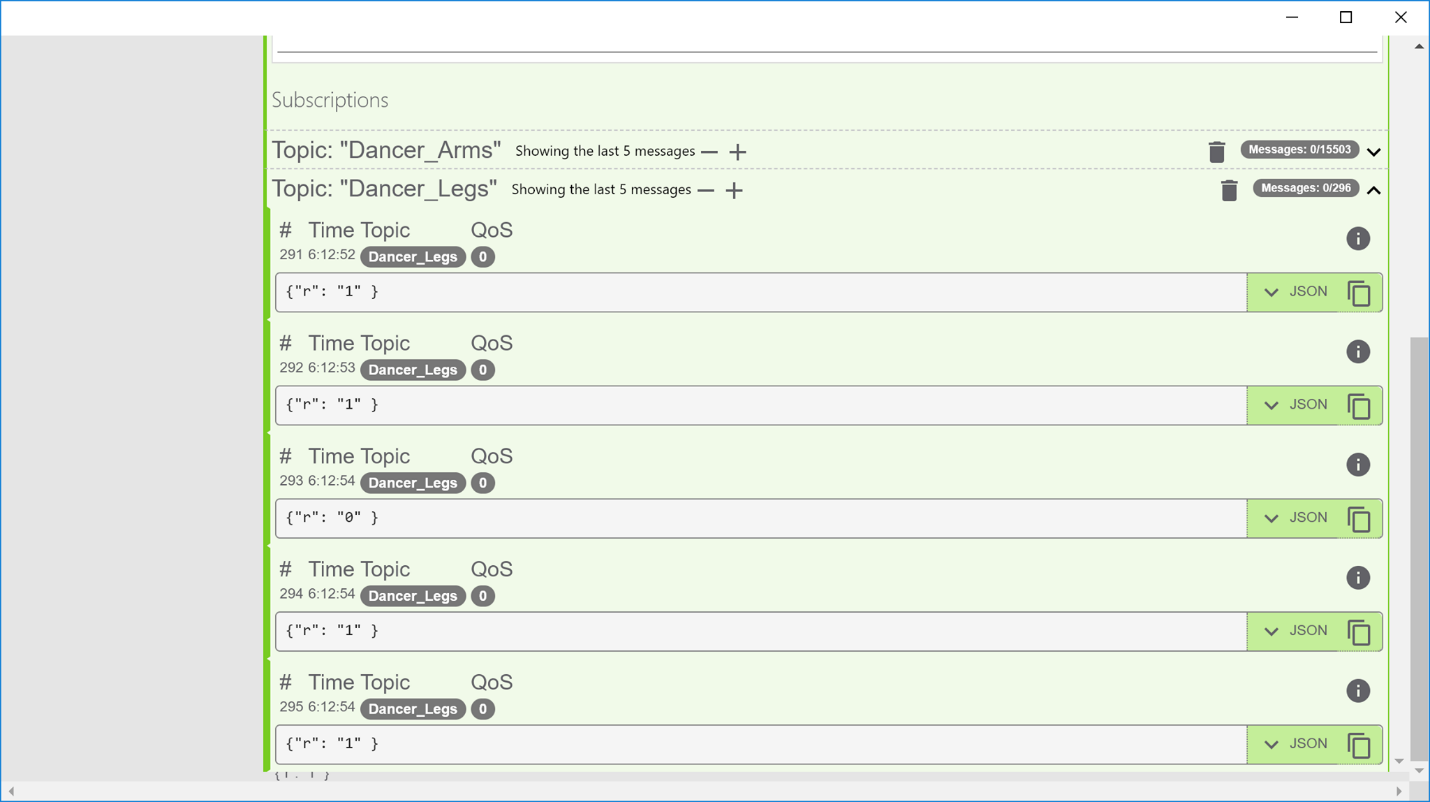 Subscriptions
Topic: "Dancer_Arms" Showing the last 5 messages Messages: 0/15503
Topic: "Dancer_Legs" Showing the last 5 messages Messages: 0/296
# Time Topic QoS
291 6:12:52 Dancer_Legs 0
{"r": "1" } JSON
# Time Topic QoS
292 6:12:53 Dancer_Legs 0
{"r": "1" } JSON
# Time Topic QoS
293 6:12:54 Dancer_Legs 0
{"r": "0" } JSON
# Time Topic QoS
294 6:12:54 Dancer_Legs 0
{"r": "1" } JSON
# Time Topic QoS
295 6:12:54 Dancer_Legs 0
{"r": "1" } JSON